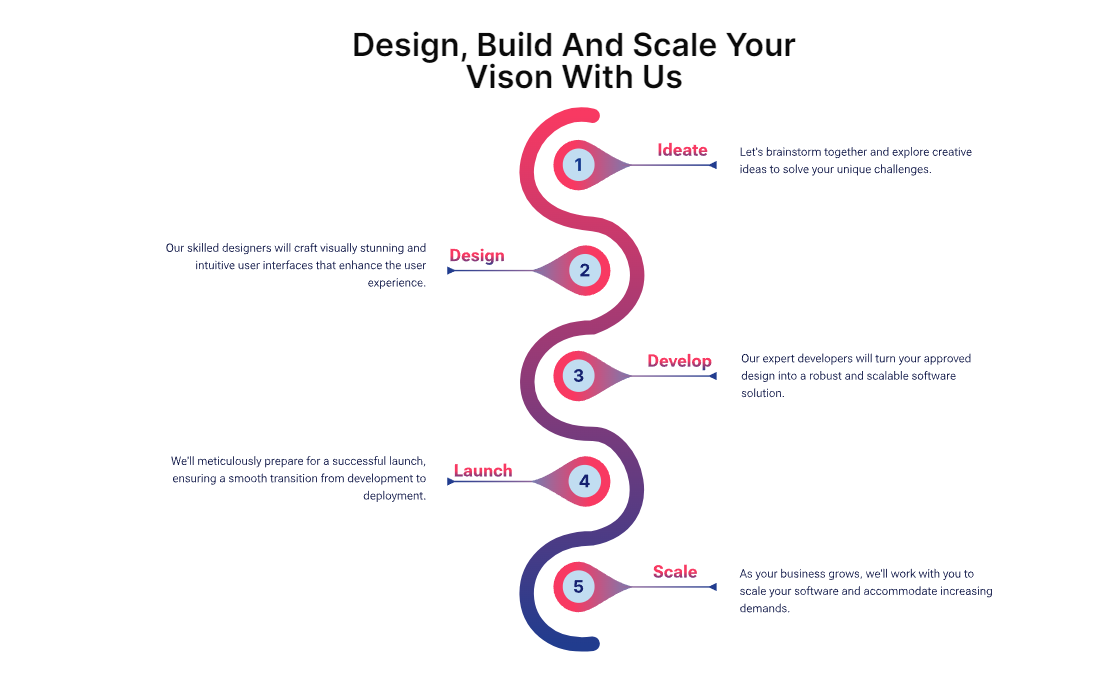 Design, Build And Scale Your
Vison With Us
1
Ideate
Let's brainstorm together and explore creative
ideas to solve your unique challenges.
Our skilled designers will craft visually stunning and
intuitive user interfaces that enhance the user
experience.
Design
2
3
Develop
Our expert developers will turn your approved
design into a robust and scalable software
solution.
We'll meticulously prepare for a successful launch,
ensuring a smooth transition from development to
deployment.
Launch
4
5
Scale
As your business grows, we'll work with you to
scale your software and accommodate increasing
demands.